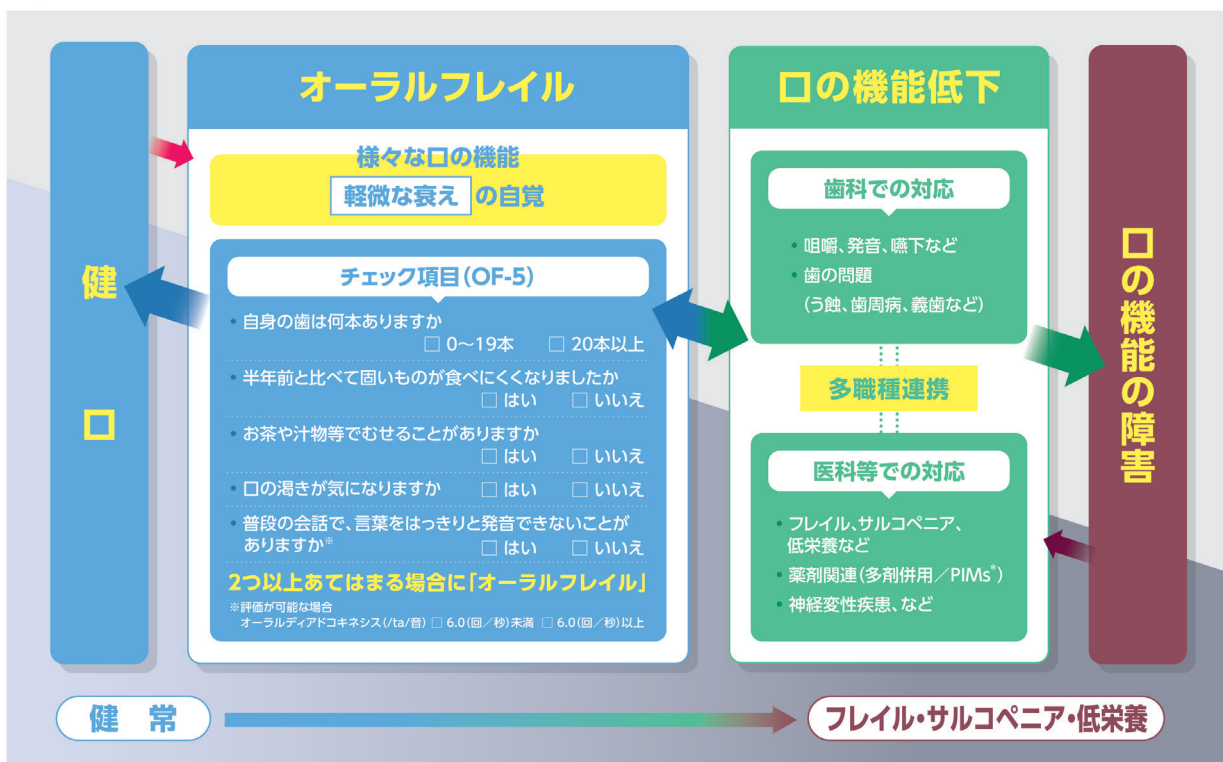 健口
オーラルフレイル
様々な口の機能
軽微な衰え の自覚
チェック項目(OF-5)
・自身の歯は何本ありますか
□ 0〜19本 □ 20本以上
・半年前と比べて固いものが食べにくくなりましたか
□ はい □ いいえ
・お茶や汁物等でむせることがありますか
□ はい □ いいえ
・口の渇きが気になりますか □ はい □ いいえ
・普段の会話で、言葉をはっきりと発音できないことが
ありますか※ □ はい □ いいえ
2つ以上あてはまる場合に「オーラルフレイル」
※評価が可能な場合
オーラルディアドコキネシス(/ta/音) □ 6.0(回/秒)未満 □ 6.0(回/秒)以上
口の機能低下
歯科での対応
・咀嚼、発音、嚥下など
・歯の問題
(う蝕、歯周病、義歯など)
多職種連携
医科等での対応
・フレイル、サルコペニア、
低栄養など
・薬剤関連(多剤併用/PIMs*)
・神経変性疾患、など
口の機能の障害
健常
フレイル・サルコペニア・低栄養